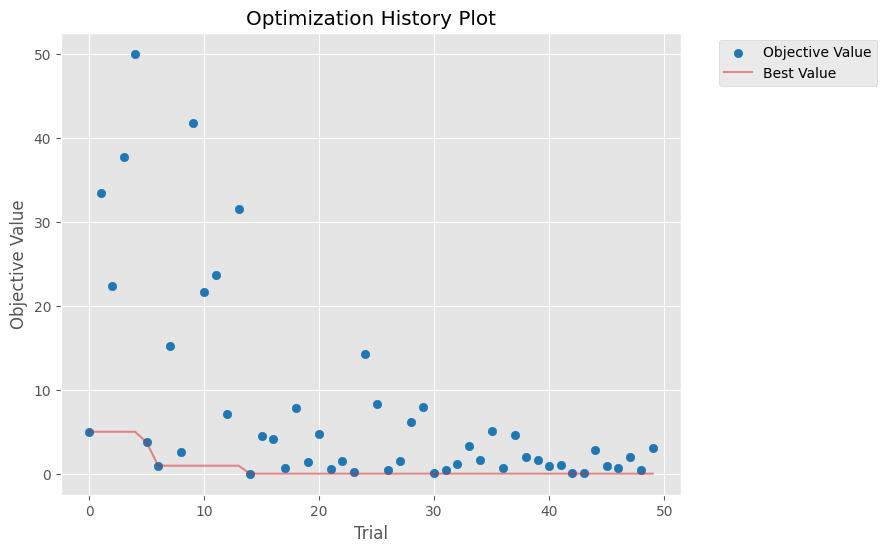 Optimization History Plot
Objective Value
Best Value
Objective Value
50
40
30
20
10
0
0 10 20 30 40 50
Trial